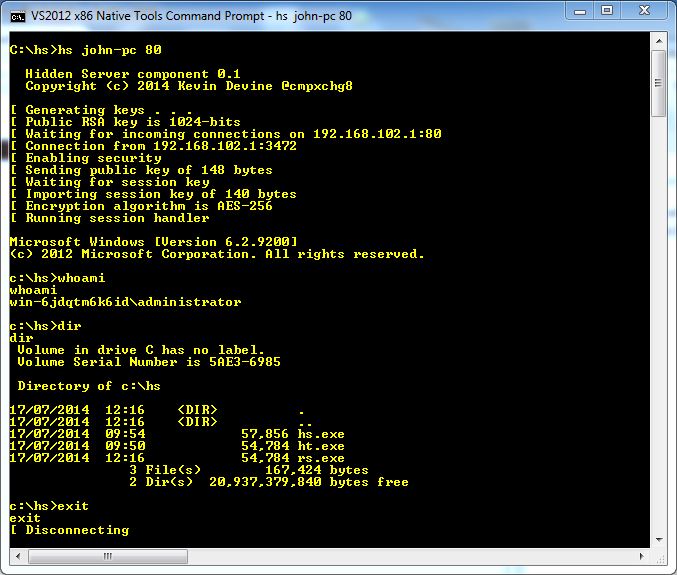 VS2012 x86 Native Tools Command Prompt - hs john-pc 80
C:\hs>hs john-pc 80
Hidden Server component 0.1
Copyright (c) 2014 Kevin Devine @cmpxchg8
[ Generating keys . . .
[ Public RSA key is 1024-bits
[ Waiting for incoming connections on 192.168.102.1:80
[ Connection from 192.168.102.1:3472
[ Enabling security
[ Sending public key of 148 bytes
[ Waiting for session key
[ Importing session key of 140 bytes
[ Encryption algorithm is AES-256
[ Running session handler
Microsoft Windows [Version 6.2.9200]
(c) 2012 Microsoft Corporation. All rights reserved.
c:\hs>whoami
whoami
win-6jdqtm6k6id\administrator
c:\hs>dir
dir
Volume in drive C has no label.
Volume Serial Number is 5AE3-6985
Directory of c:\hs
17/07/2014  12:16    <DIR>          .
17/07/2014  12:16    <DIR>          ..
17/07/2014  09:54            57,856 hs.exe
17/07/2014  09:50            54,784 ht.exe
17/07/2014  12:16            54,784 rs.exe
3 File(s)        167,424 bytes
2 Dir(s)  20,937,379,840 bytes free
c:\hs>exit
exit
[ Disconnecting